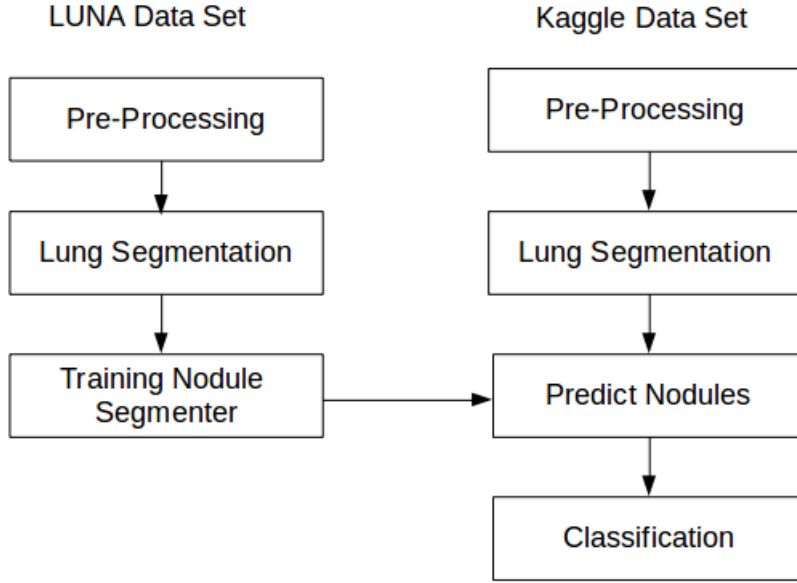 LUNA Data Set
Pre-Processing
Lung Segmentation
Training Nodule
Segmenter
Kaggle Data Set
Pre-Processing
Lung Segmentation
Predict Nodules
Classification